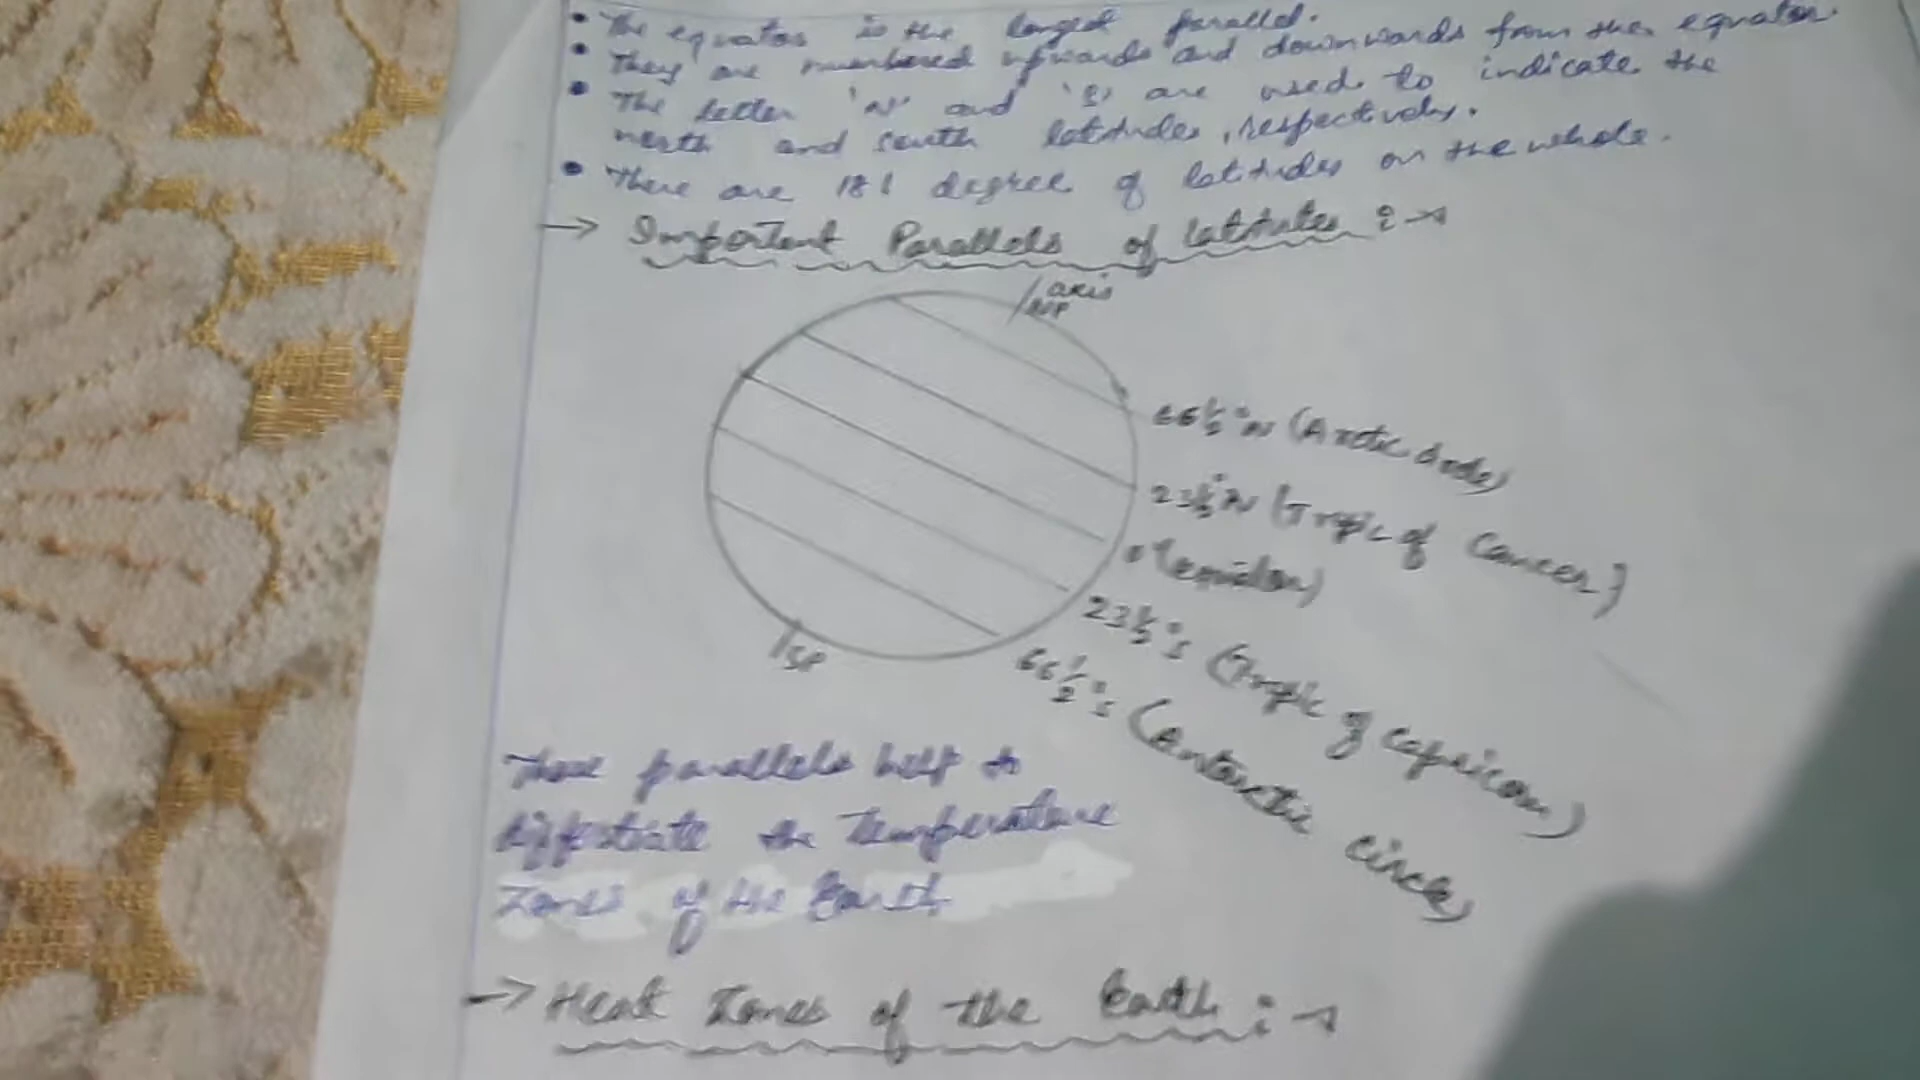 • The equator is the longest parallel.
• They are numbered upwards and downwards from the equator.
• The letter 'N' and 'S' are used to indicate the
north and south latitudes, respectively.
• There are 181 degree of latitudes on the whole.
→ Important Parallels of latitutes :→
axis
NP
66½°N (Arctic Circle)
23½°N (Tropic of Cancer)
0° (equator)
23½°S (Tropic of Capricon)
66½°S (Antarctic circle)
SP
These parallels help to
the Temperature
Zones of the Earth
→ Heat Zones of the Earth :→